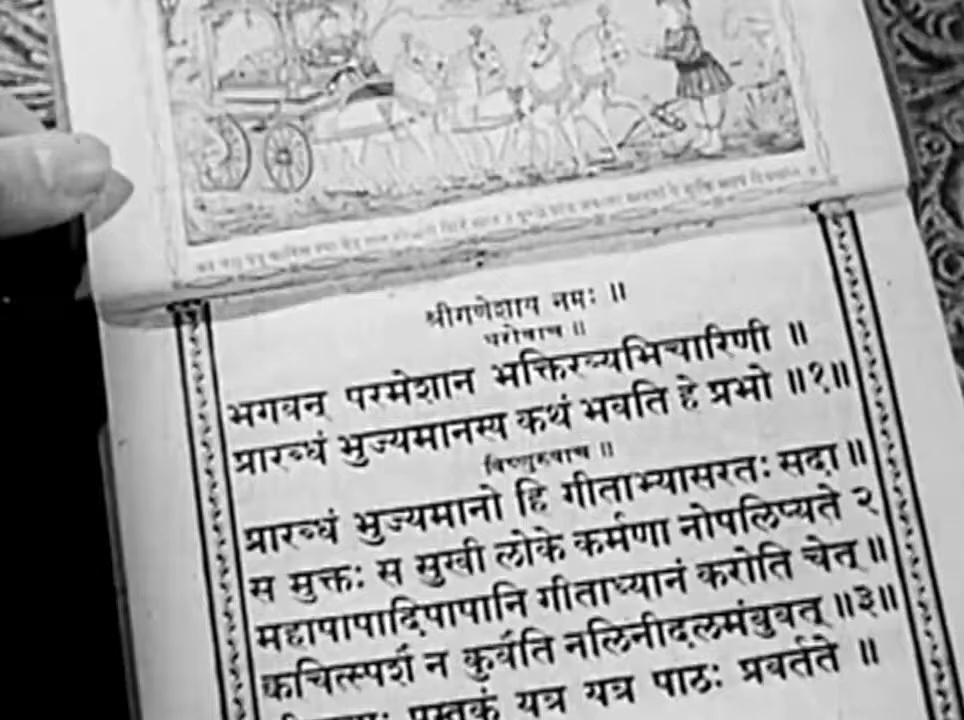 श्रीगणेशाय नमः ॥
धरोवाच ॥
भगवन् परमेशान भक्तिरव्यभिचारिणी ॥
प्रारब्धं भुज्यमानस्य कथं भवति हे प्रभो ॥१॥
विष्णुरुवाच ॥
प्रारब्धं भुज्यमानो हि गीताभ्यासरतः सदा ॥
स मुक्तः स सुखी लोके कर्मणा नोपलिप्यते २
महापापादिपापानि गीताध्यानं करोति चेत् ॥
कचित्स्पर्शं न कुर्वंति नलिनीदलमंबुवत् ॥३॥
पुस्तकं यत्र यत्र पाठः प्रवर्तते ॥